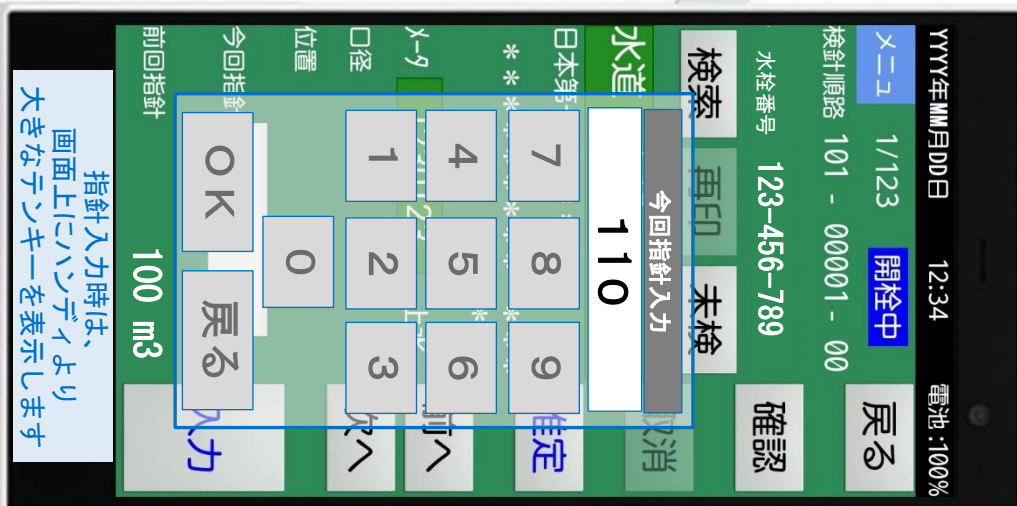 YYYY年MM月DD日 12:34 電池:100%
メニュ 1/123 開栓中 戻る
検針順路 101 - 00001 - 00
水栓番号 123-456-789 確認
検索 再印 未検 取消
今回指針入力
110
水道
日本第
7 8 9 推定
* * *
4 5 6 前へ
メータ
1 2 3 次へ
口径
位置
0
今回指針
OK 戻る 入力
前回指針 100 m3
指針入力時は、
画面上にハンディより
大きなテンキーを表示します